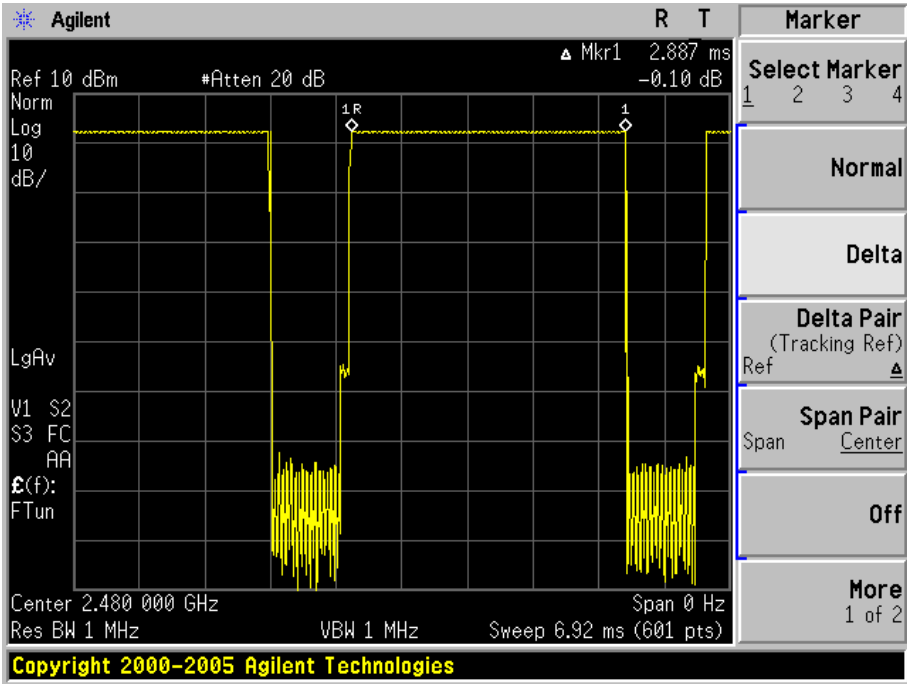 Agilent
R T
Marker
Δ Mkr1 2.887 ms
Ref 10 dBm #Atten 20 dB -0.10 dB
Norm
Log
10
dB/
1R
1
LgAv
V1 S2
S3 FC
AA
£(f):
FTun
Center 2.480 000 GHz Span 0 Hz
Res BW 1 MHz VBW 1 MHz Sweep 6.92 ms (601 pts)
Copyright 2000-2005 Agilent Technologies
Select Marker
1 2 3 4
Normal
Delta
Delta Pair
(Tracking Ref)
Ref Δ
Span Pair
Span Center
Off
More
1 of 2